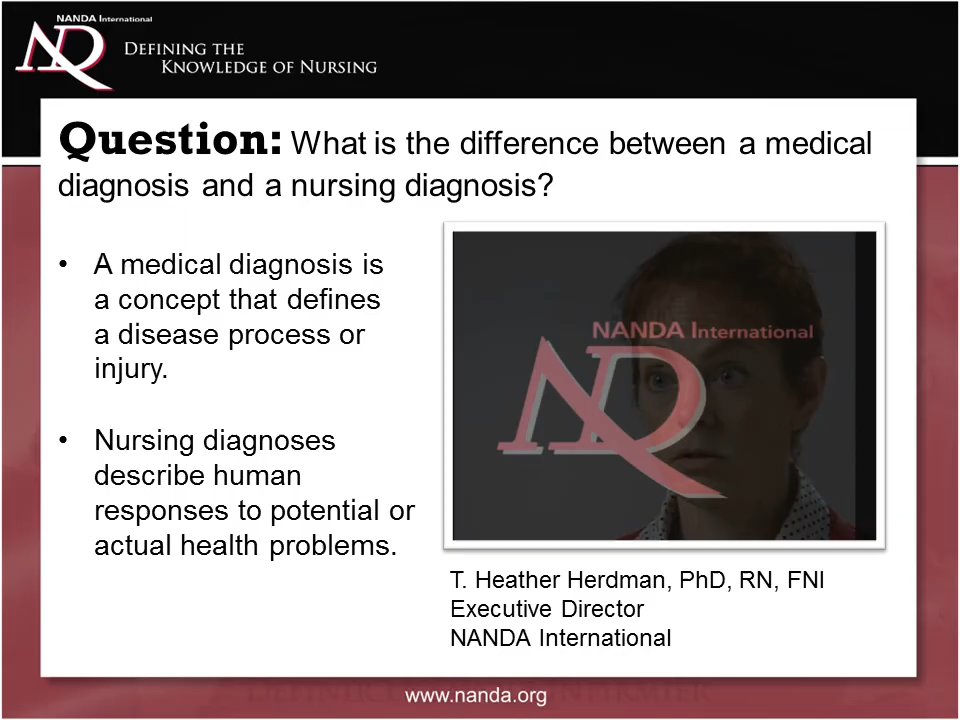 NANDA International
DEFINING THE
KNOWLEDGE OF NURSING
Question: What is the difference between a medical
diagnosis and a nursing diagnosis?
• A medical diagnosis is
a concept that defines
a disease process or
injury.
• Nursing diagnoses
describe human
responses to potential or
actual health problems.
NANDA International
T. Heather Herdman, PhD, RN, FNI
Executive Director
NANDA International
www.nanda.org